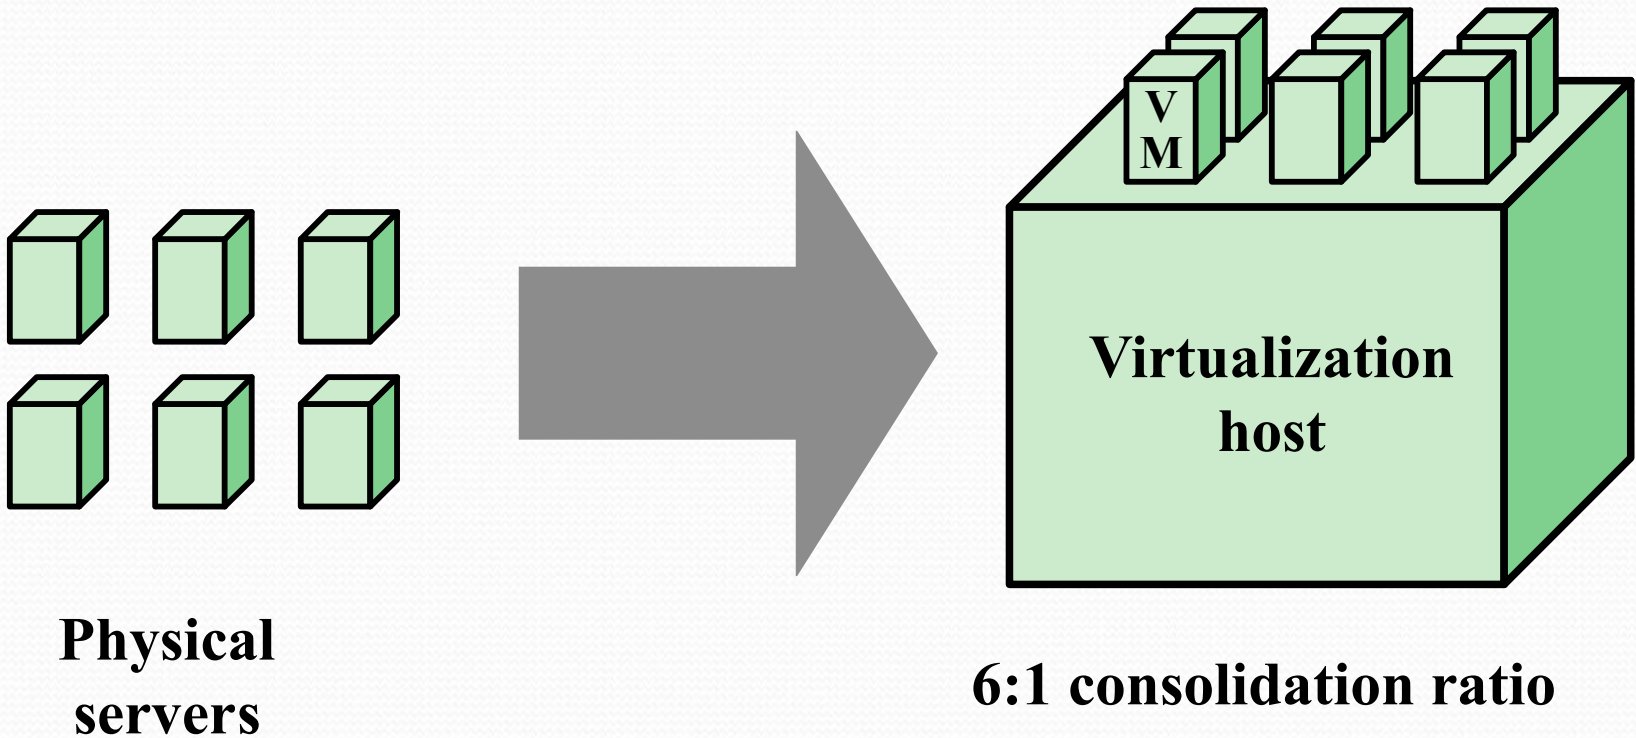 V
M
Virtualization
host
Physical
servers
6:1 consolidation ratio